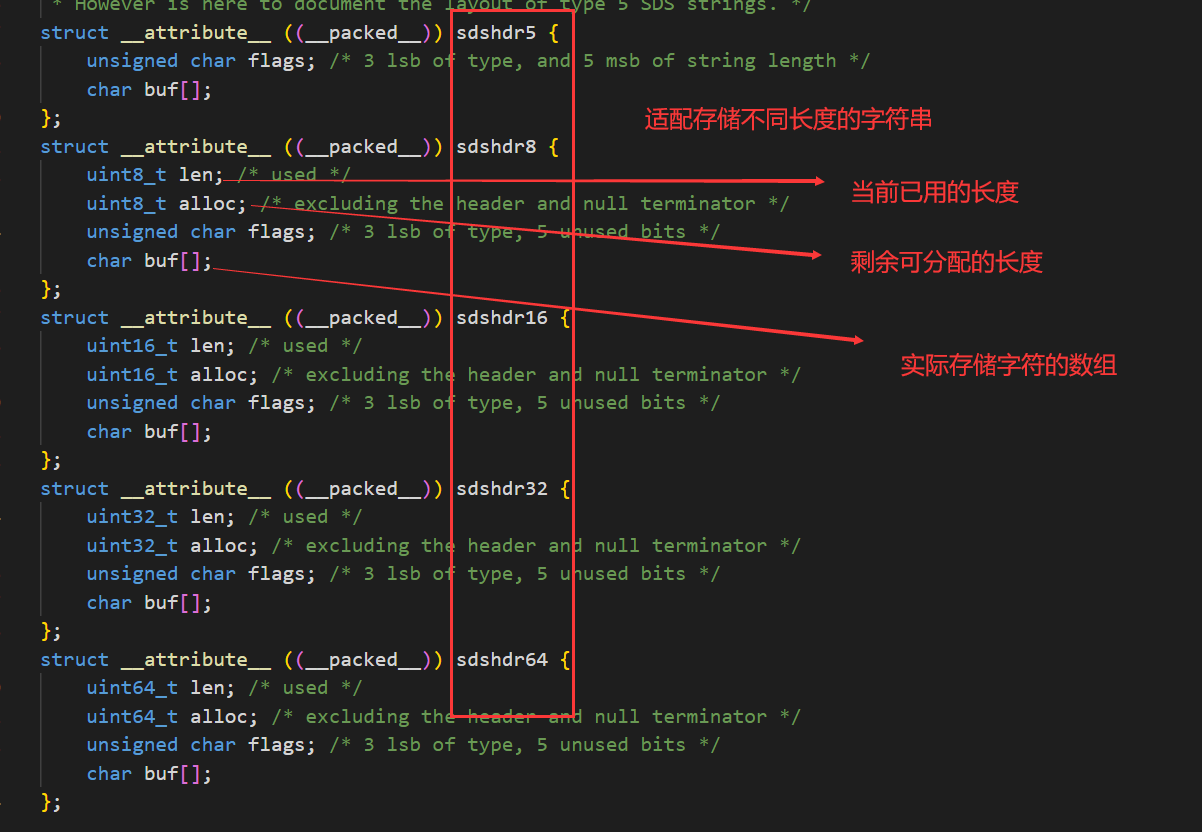 * However is here to document the layout of type 5 SDS strings. */
struct __attribute__ ((__packed__)) sdshdr5 {
unsigned char flags; /* 3 lsb of type, and 5 msb of string length */
char buf[];
适配存储不同长度的字符串
};
struct __attribute__ ((__packed__)) sdshdr8 {
uint8_t len; /* used */
当前已用的长度
uint8_t alloc; /* excluding the header and null terminator */
unsigned char flags; /* 3 lsb of type, 5 unused bits */
char buf[];
剩余可分配的长度
};
struct __attribute__ ((__packed__)) sdshdr16 {
uint16_t len; /* used */
实际存储字符的数组
uint16_t alloc; /* excluding the header and null terminator */
unsigned char flags; /* 3 lsb of type, 5 unused bits */
char buf[];
};
struct __attribute__ ((__packed__)) sdshdr32 {
uint32_t len; /* used */
uint32_t alloc; /* excluding the header and null terminator */
unsigned char flags; /* 3 lsb of type, 5 unused bits */
char buf[];
};
struct __attribute__ ((__packed__)) sdshdr64 {
uint64_t len; /* used */
uint64_t alloc; /* excluding the header and null terminator */
unsigned char flags; /* 3 lsb of type, 5 unused bits */
char buf[];
};